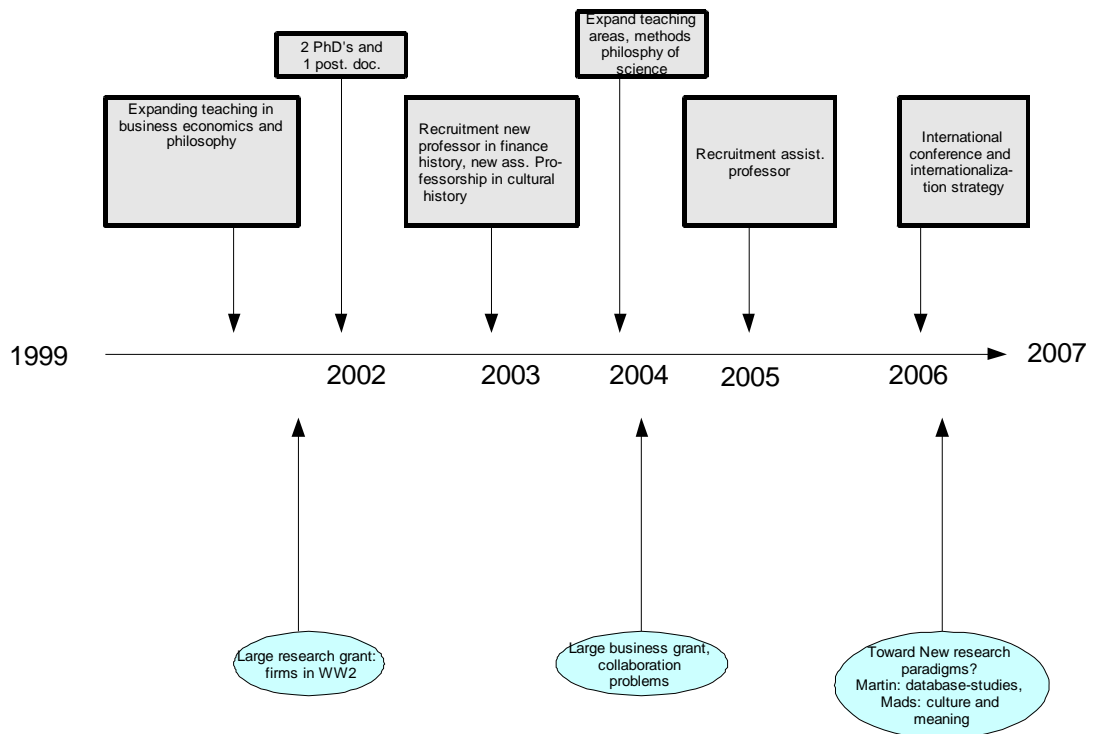 Expand teaching
areas, methods
philosphy of
science
2 PhD's and
1 post. doc.
Expanding teaching in
business economics and
philosophy
Recruitment new
professor in finance
history, new ass. Pro-
fessorship in cultural
history
Recruitment assist.
professor
International
conference and
internationaliza-
tion strategy
1999
2002
2003
2004
2005
2006
2007
Large research grant:
firms in WW2
Large business grant,
collaboration
problems
Toward New research
paradigms?
Martin: database-studies,
Mads: culture and
meaning